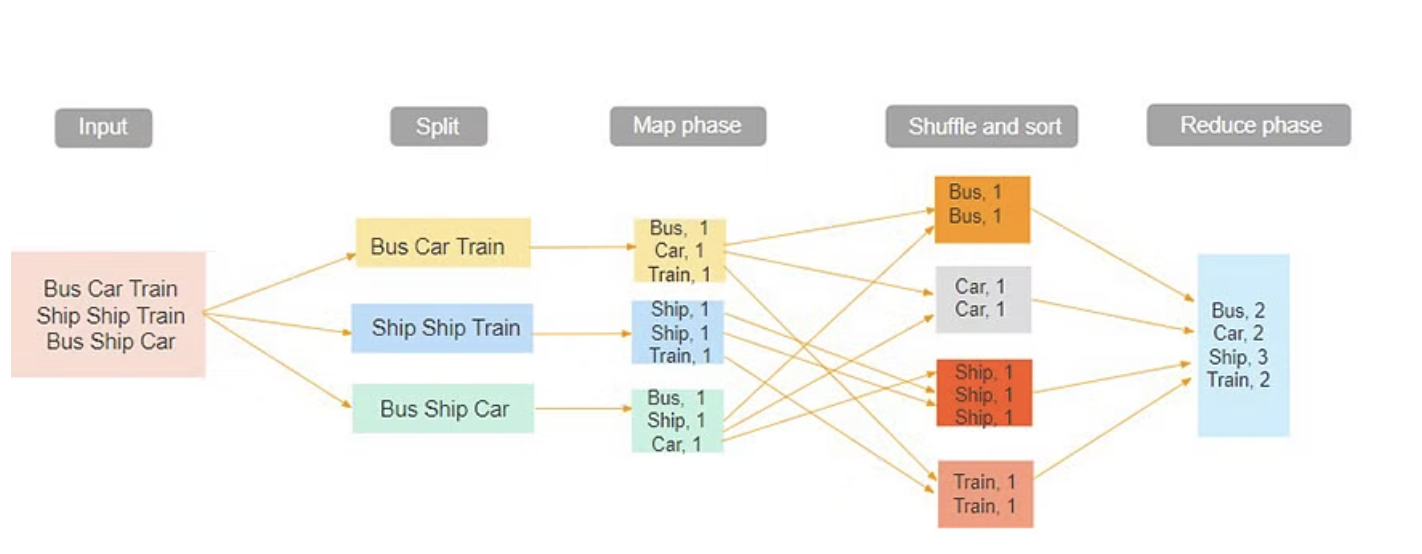 Input
Split
Map phase
Shuffle and sort
Reduce phase
Bus Car Train
Ship Ship Train
Bus Ship Car
Bus Car Train
Ship Ship Train
Bus Ship Car
Bus, 1
Car, 1
Train, 1
Ship, 1
Ship, 1
Train, 1
Bus, 1
Ship, 1
Car, 1
Bus, 1
Bus, 1
Car, 1
Car, 1
Ship, 1
Ship, 1
Ship, 1
Train, 1
Train, 1
Bus, 2
Car, 2
Ship, 3
Train, 2